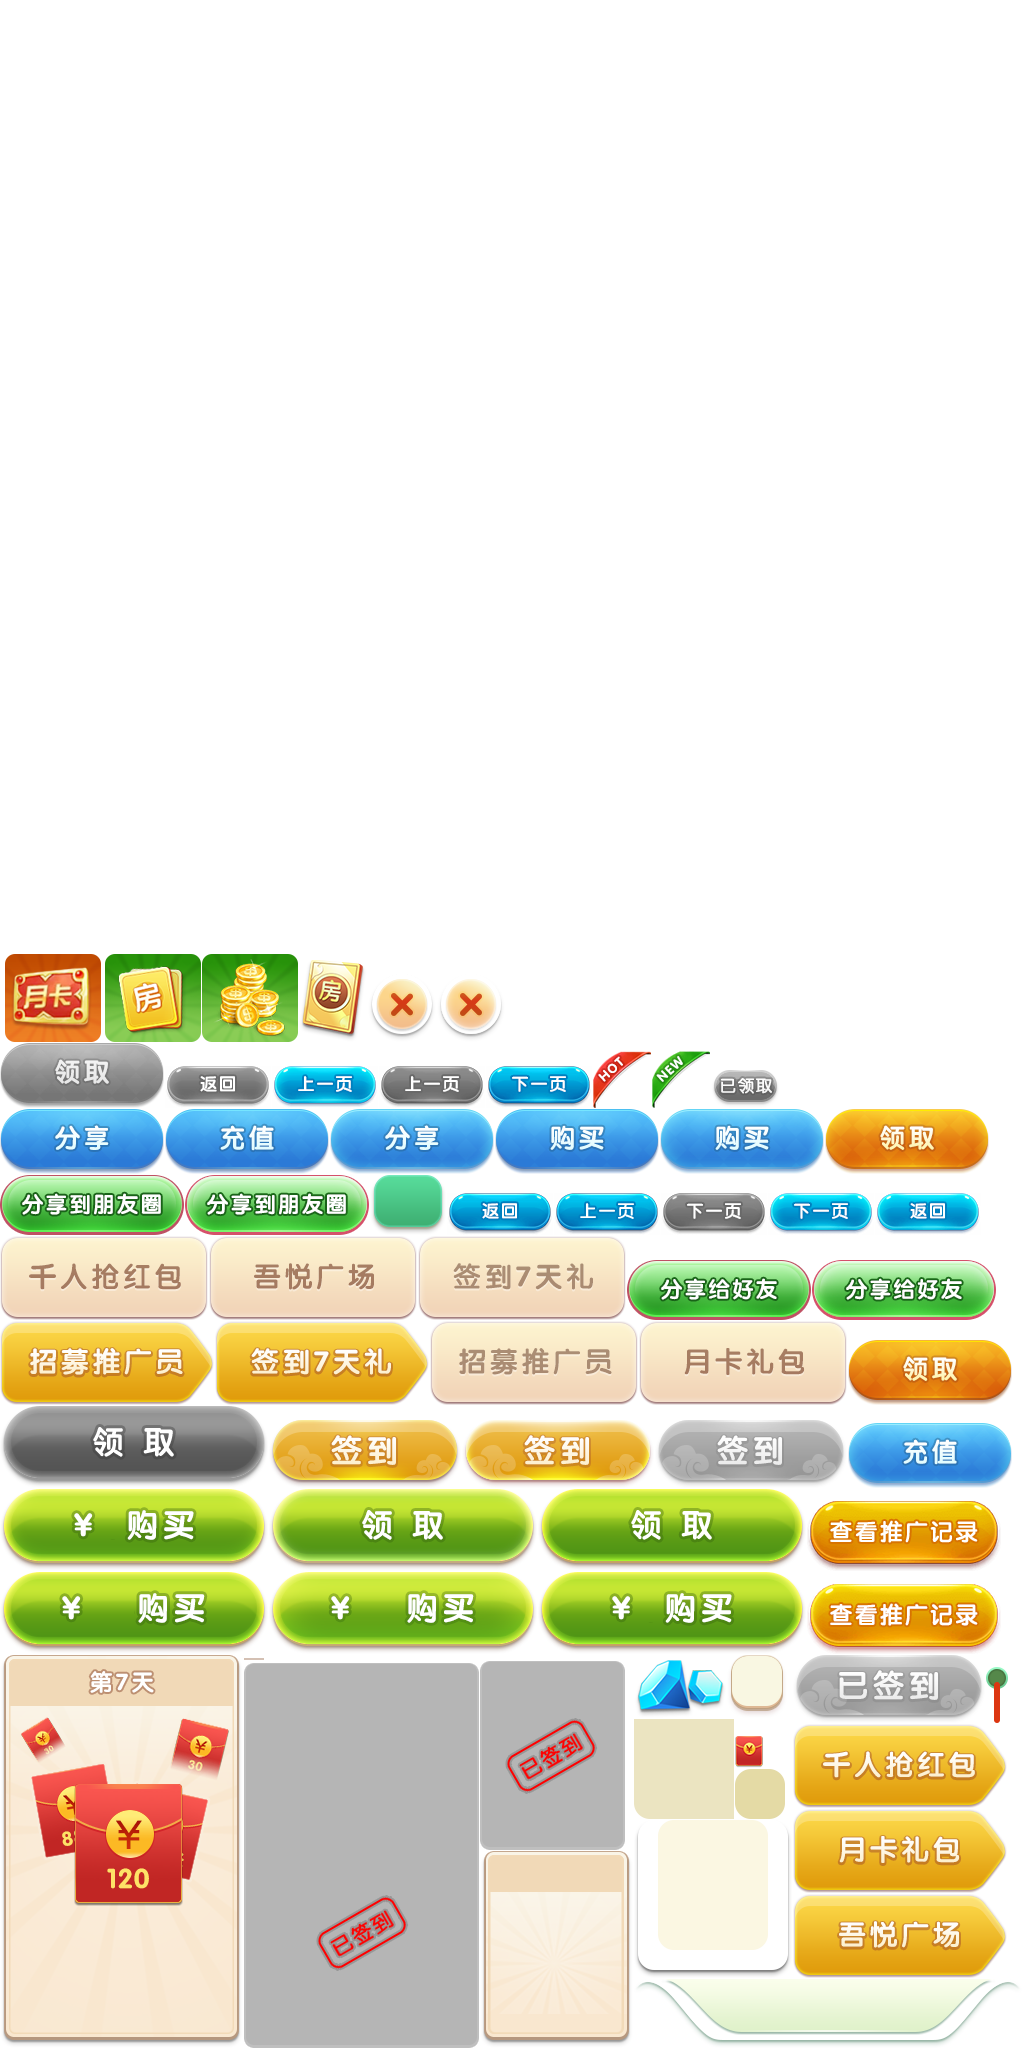 月卡
房
房
领取
返回
上一页
上一页
下一页
HOT
NEW
已领取
分享
充值
分享
购买
购买
领取
分享到朋友圈
分享到朋友圈
返回
上一页
下一页
下一页
返回
千人抢红包
吾悦广场
签到7天礼
分享给好友
分享给好友
招募推广员
签到7天礼
招募推广员
月卡礼包
领取
领 取
签到
签到
签到
充值
¥ 购买
领 取
领 取
查看推广记录
¥ 购买
¥ 购买
¥ 购买
查看推广记录
第7天
30
30
¥
88
¥
120
已签到
已签到
已签到
千人抢红包
月卡礼包
吾悦广场